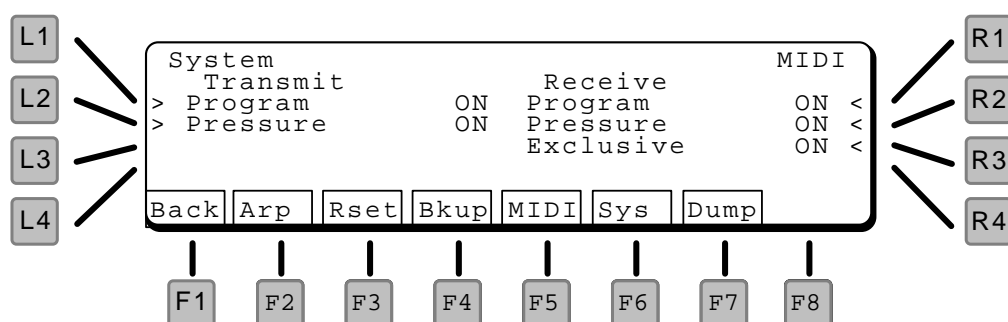 L1
L2
L3
L4
System MIDI
Transmit Receive
> Program ON Program ON <
> Pressure ON Pressure ON <
Exclusive ON <
Back Arp Rset Bkup MIDI Sys Dump
R1
R2
R3
R4
F1 F2 F3 F4 F5 F6 F7 F8